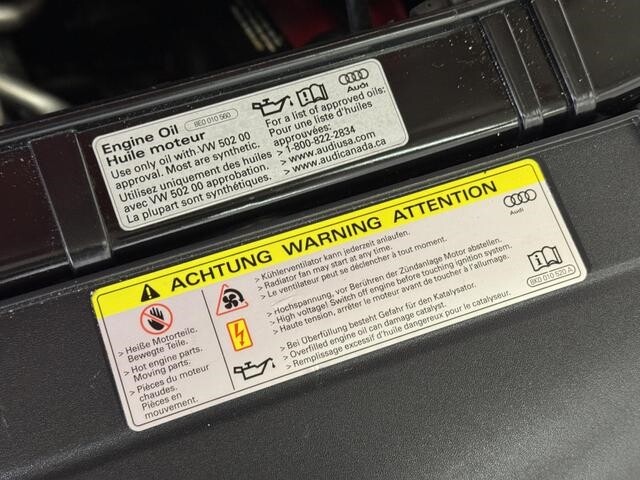 Engine Oil
8E0 010 560
Huile moteur
Use only oil with VW 502 00
approval. Most are synthetic.
Utilisez uniquement des huiles
avec VW 502 00 approbation.
La plupart sont synthétiques.
Audi
For a list of approved oils:
Pour une liste d'huiles
approuvées:
> 1-800-822-2834
> www.audiusa.com
> www.audicanada.ca
ACHTUNG WARNING ATTENTION
Audi
> Heiße Motorteile.
Bewegte Teile.
> Hot engine parts.
Moving parts.
> Pièces du moteur
chaudes.
Pièces en
mouvement.
> Kühlerventilator kann jederzeit anlaufen.
> Radiator fan may start at any time.
> Le ventilateur peut se déclencher à tout moment.
> Hochspannung, vor Berühren der Zündanlage Motor abstellen.
> High voltage! Switch off engine before touching ignition system.
> Haute tension, arrêter le moteur avant de toucher à l'allumage.
> Bei Überfüllung besteht Gefahr für den Katalysator.
> Overfilled engine oil can damage catalyst.
> Remplissage excessif d'huile dangereux pour le catalyseur.
8K0 010 520 A